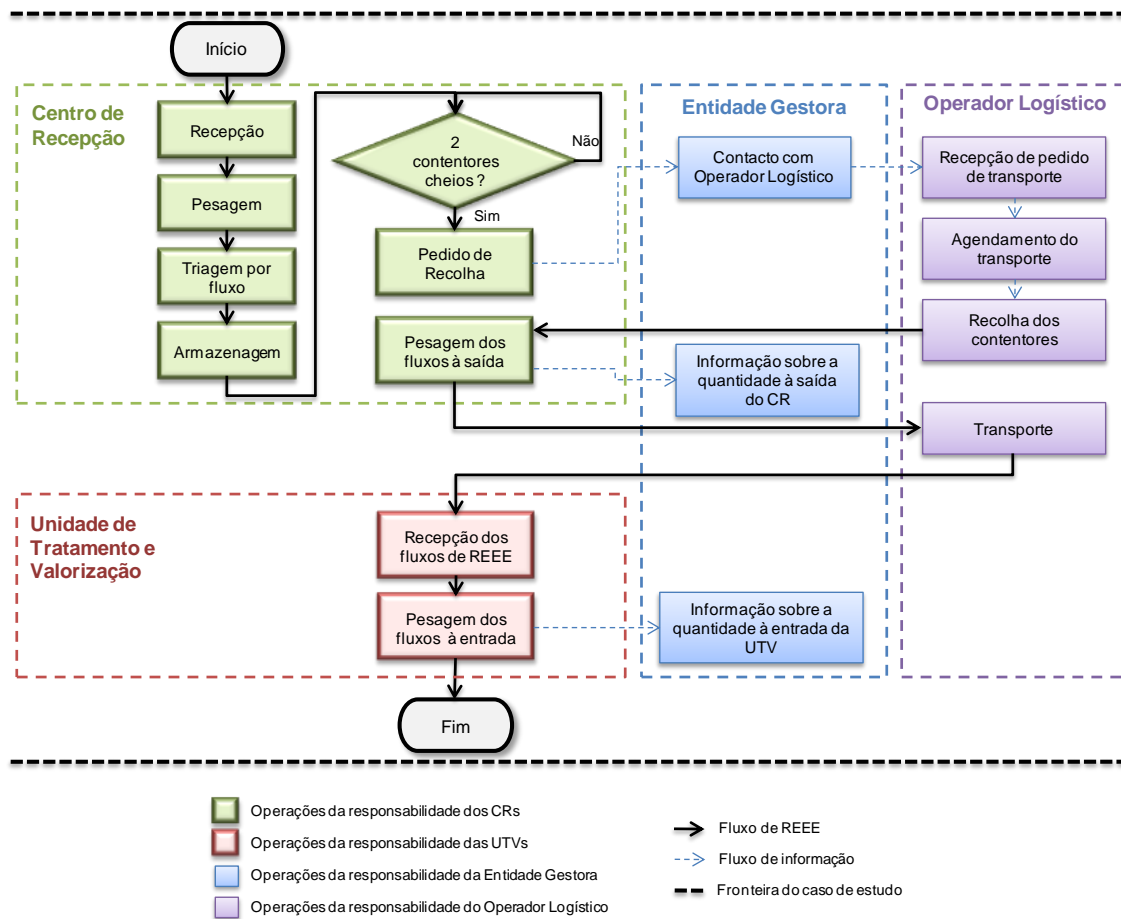 Início
Centro de
Recepção
Recepção
Pesagem
Triagem por
fluxo
Armazenagem
2
contentores
cheios ?
Não
Sim
Pedido de
Recolha
Pesagem dos
fluxos à saída
Entidade Gestora
Contacto com
Operador Logístico
Informação sobre a
quantidade à saída
do CR
Operador Logístico
Recepção de pedido
de transporte
Agendamento do
transporte
Recolha dos
contentores
Transporte
Unidade de
Tratamento e
Valorização
Recepção dos
fluxos de REEE
Pesagem dos
fluxos à entrada
Informação sobre a
quantidade à entrada da
UTV
Fim
Operações da responsabilidade dos CRs
Operações da responsabilidade das UTVs
Operações da responsabilidade da Entidade Gestora
Operações da responsabilidade do Operador Logístico
Fluxo de REEE
Fluxo de informação
Fronteira do caso de estudo